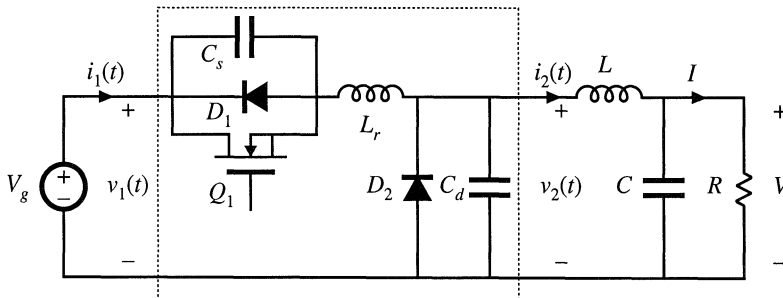 C_s
i_1(t)
i_2(t)
L
I
+
D_1
L_r
+
+
V_g
+
−
v_1(t)
Q_1
D_2
C_d
v_2(t)
C
R
V
−
−
−